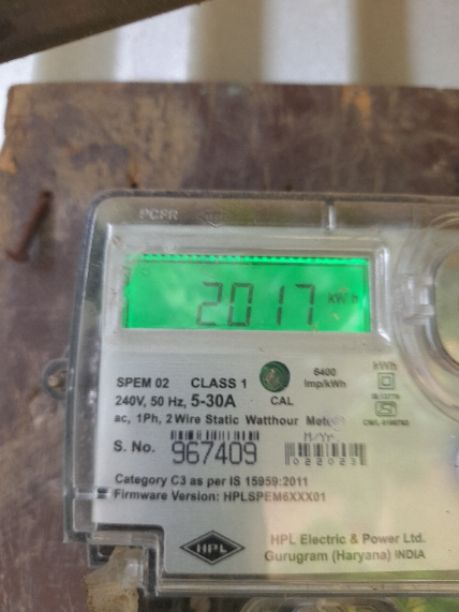 PCFR
2017 kWh
SPEM 02 CLASS 1
6400
kWh
240V, 50 Hz, 5-30A
CAL
Imp/kWh
ac, 1Ph, 2 Wire Static Watthour Meter
M/Yr.
S. No. 967409
022023
Category C3 as per IS 15959:2011
Firmware Version: HPLSPEM6XXX01
HPL
HPL Electric & Power Ltd.
Gurugram (Haryana) INDIA